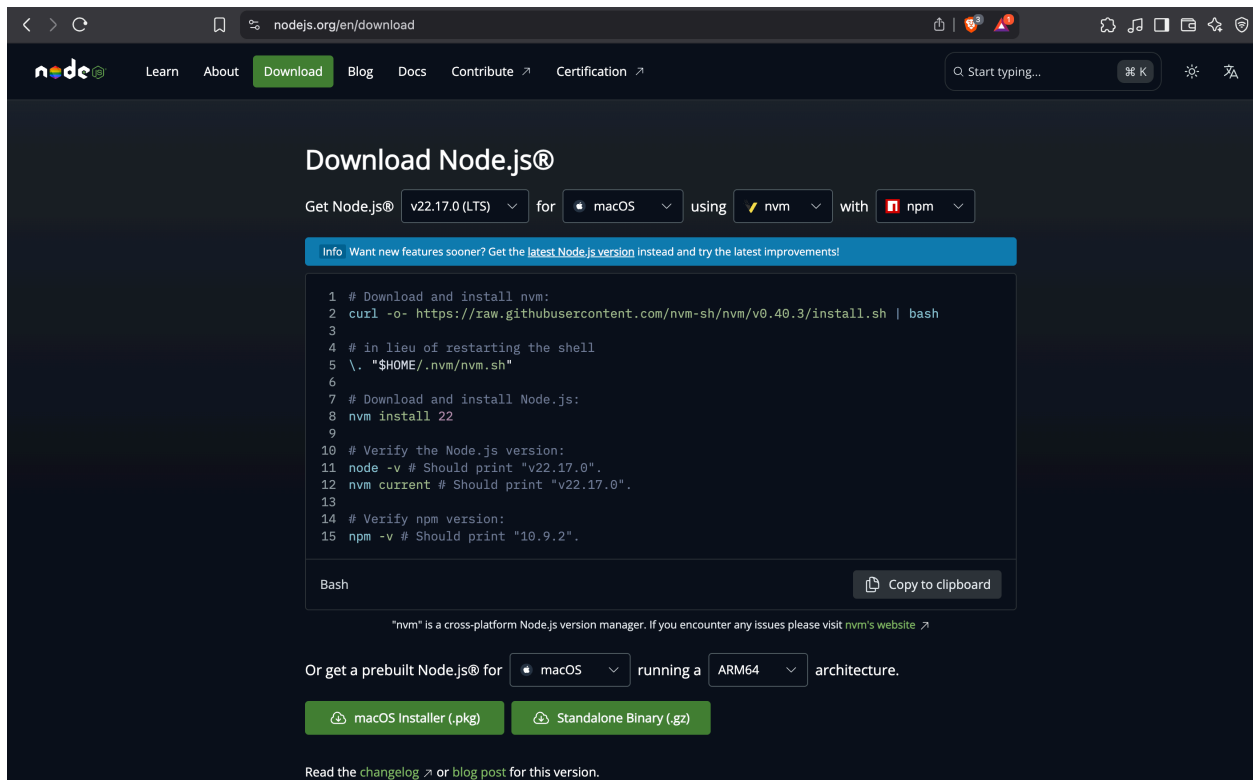 nodejs.org/en/download
3
1
node
Learn
About
Download
Blog
Docs
Contribute ↗
Certification ↗
Start typing...
⌘ K
Download Node.js®
Get Node.js® v22.17.0 (LTS) for macOS using nvm with npm
Info Want new features sooner? Get the latest Node.js version instead and try the latest improvements!
1 # Download and install nvm:
2 curl -o- https://raw.githubusercontent.com/nvm-sh/nvm/v0.40.3/install.sh | bash
3
4 # in lieu of restarting the shell
5 \. "$HOME/.nvm/nvm.sh"
6
7 # Download and install Node.js:
8 nvm install 22
9
10 # Verify the Node.js version:
11 node -v # Should print "v22.17.0".
12 nvm current # Should print "v22.17.0".
13
14 # Verify npm version:
15 npm -v # Should print "10.9.2".
Bash
Copy to clipboard
"nvm" is a cross-platform Node.js version manager. If you encounter any issues please visit nvm's website ↗
Or get a prebuilt Node.js® for macOS running a ARM64 architecture.
macOS Installer (.pkg)
Standalone Binary (.gz)
Read the changelog ↗ or blog post for this version.